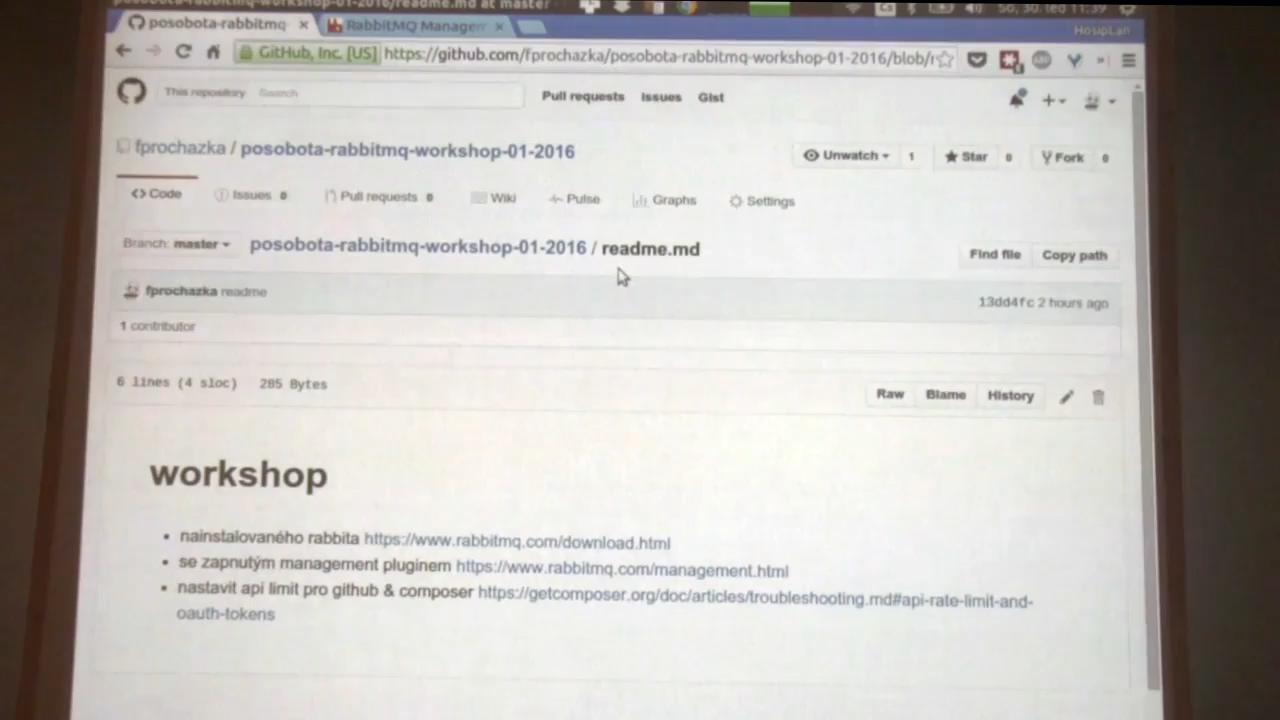 So, 30. led 11:39
posobota-rabbitmq
RabbitMQ Managem
HosipLan
GitHub, Inc. [US] https://github.com/fprochazka/posobota-rabbitmq-workshop-01-2016/blob/
This repository Search Pull requests Issues Gist
fprochazka / posobota-rabbitmq-workshop-01-2016
Unwatch 1 Star 0 Fork 0
Code Issues 0 Pull requests 0 Wiki Pulse Graphs Settings
Branch: master posobota-rabbitmq-workshop-01-2016 / readme.md
Find file Copy path
fprochazka readme
13dd4fc 2 hours ago
1 contributor
6 lines (4 sloc) 285 Bytes
Raw Blame History
workshop
• nainstalovaného rabbita https://www.rabbitmq.com/download.html
• se zapnutým management pluginem https://www.rabbitmq.com/management.html
• nastavit api limit pro github & composer https://getcomposer.org/doc/articles/troubleshooting.md#api-rate-limit-and-
oauth-tokens